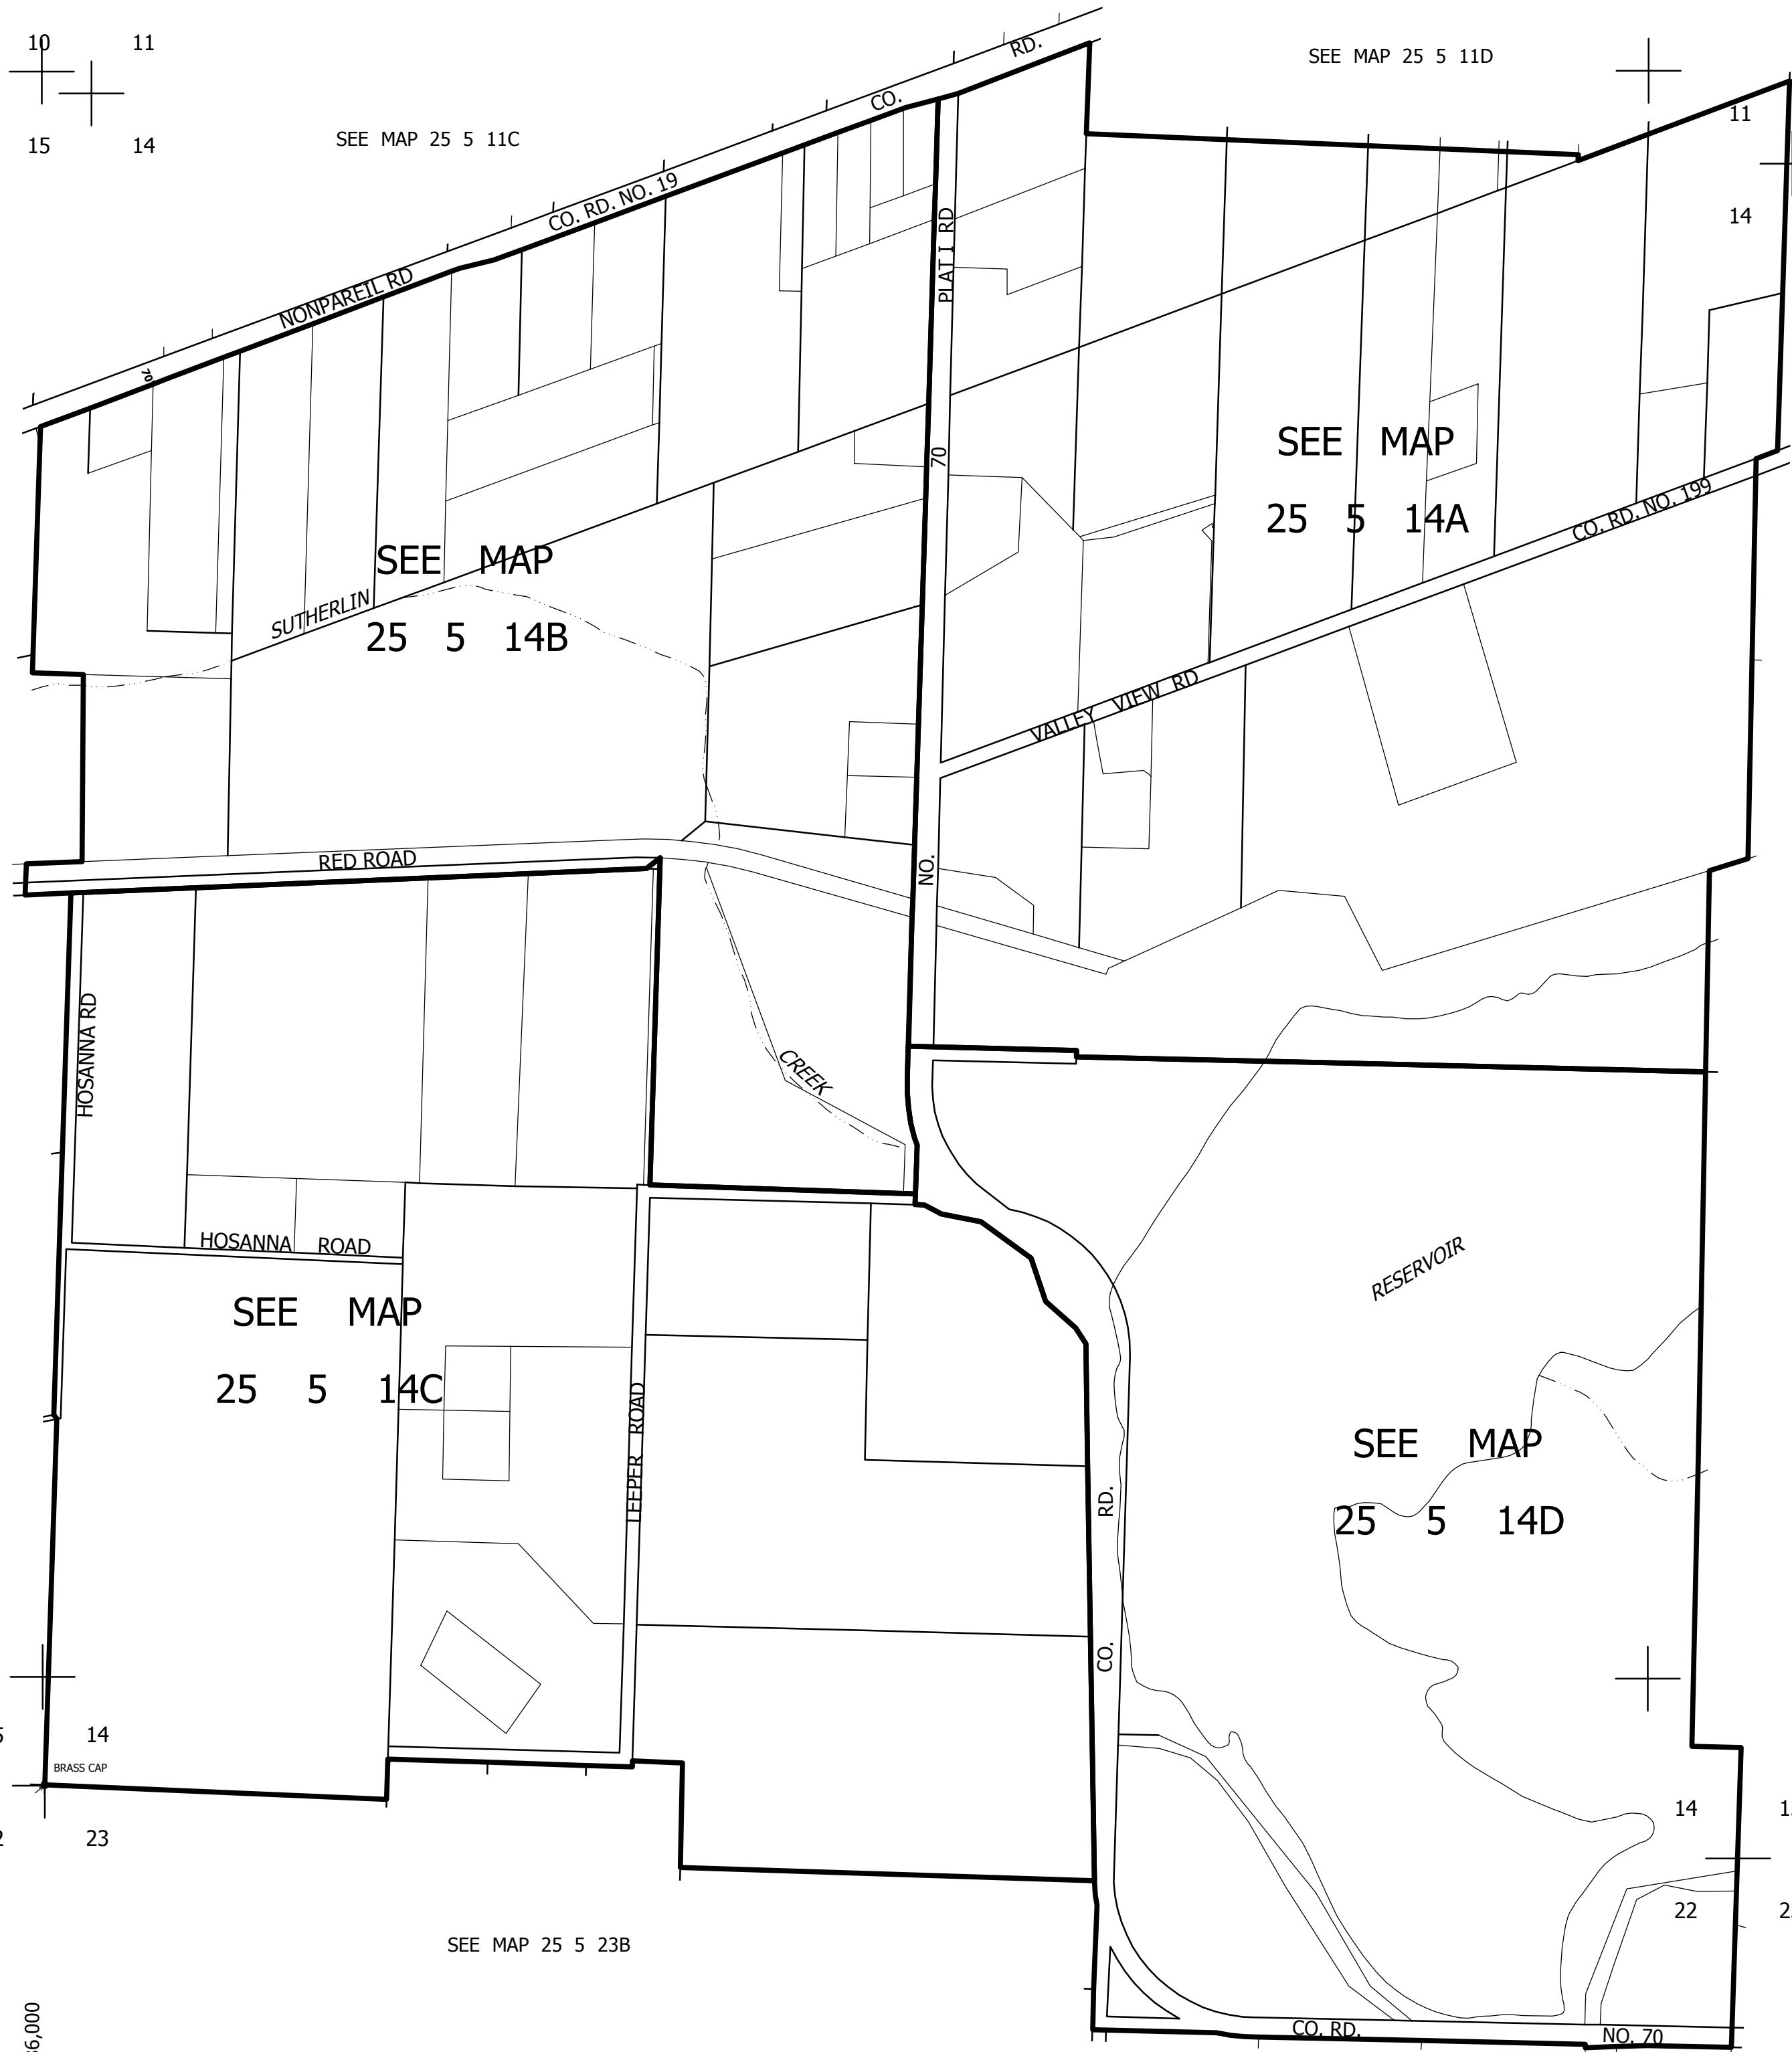 10 11
15 14
SEE MAP 25 5 11C
SEE MAP 25 5 11D
11
14
NONPAREIL RD
CO. RD. NO. 19
CO.
RD.
70
PLAT I RD
70
NO.
SEE MAP
25 5 14A
CO. RD. NO. 199
VALLEY VIEW RD
SEE MAP
25 5 14B
SUTHERLIN
RED ROAD
CREEK
HOSANNA RD
HOSANNA ROAD
SEE MAP
25 5 14C
LEEPER ROAD
RESERVOIR
SEE MAP
25 5 14D
RD.
CO.
14
BRASS CAP
23
14
22
SEE MAP 25 5 23B
CO. RD.
NO. 70